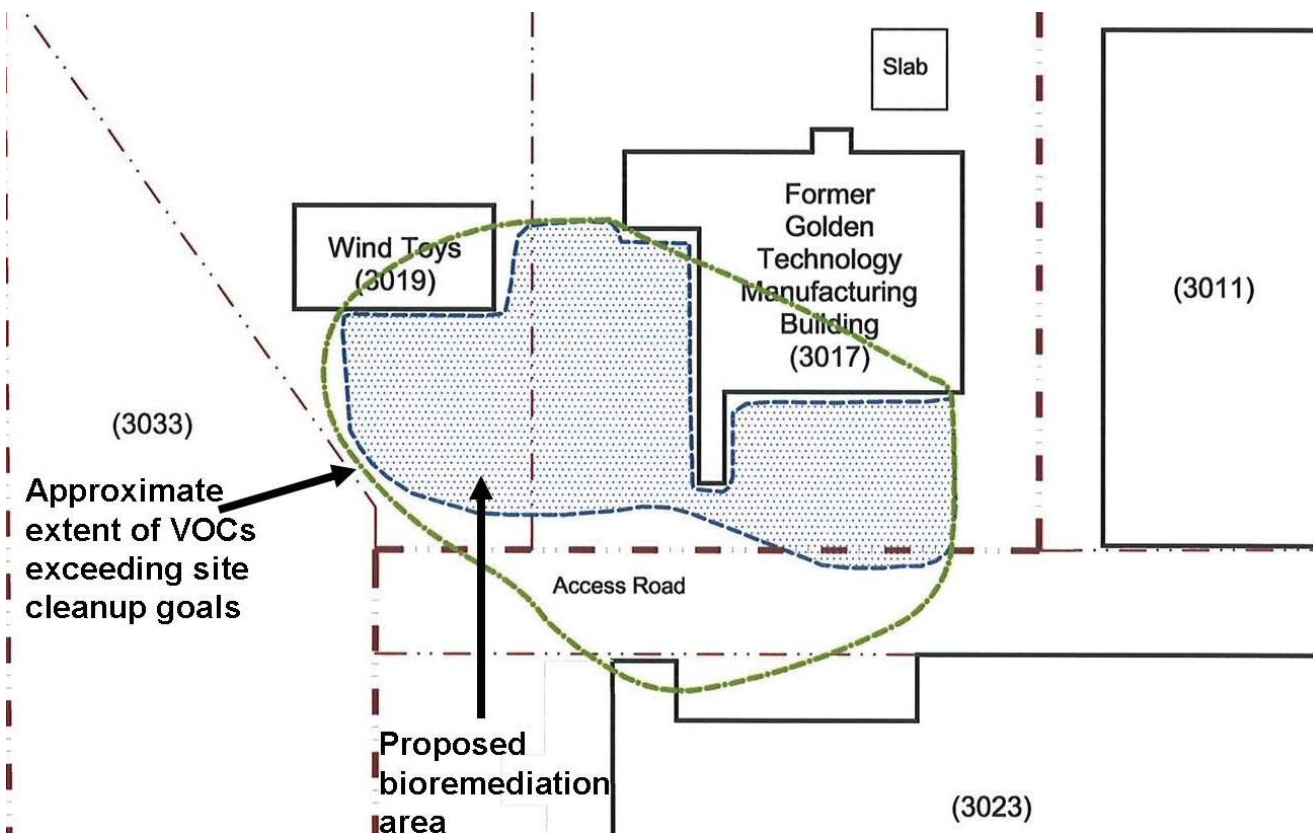 Slab
Former
Golden
Technology
Manufacturing
Building
(3017)
Wind Toys
(3019)
(3011)
(3033)
Approximate
extent of VOCs
exceeding site
cleanup goals
Access Road
Proposed
bioremediation
area
(3023)